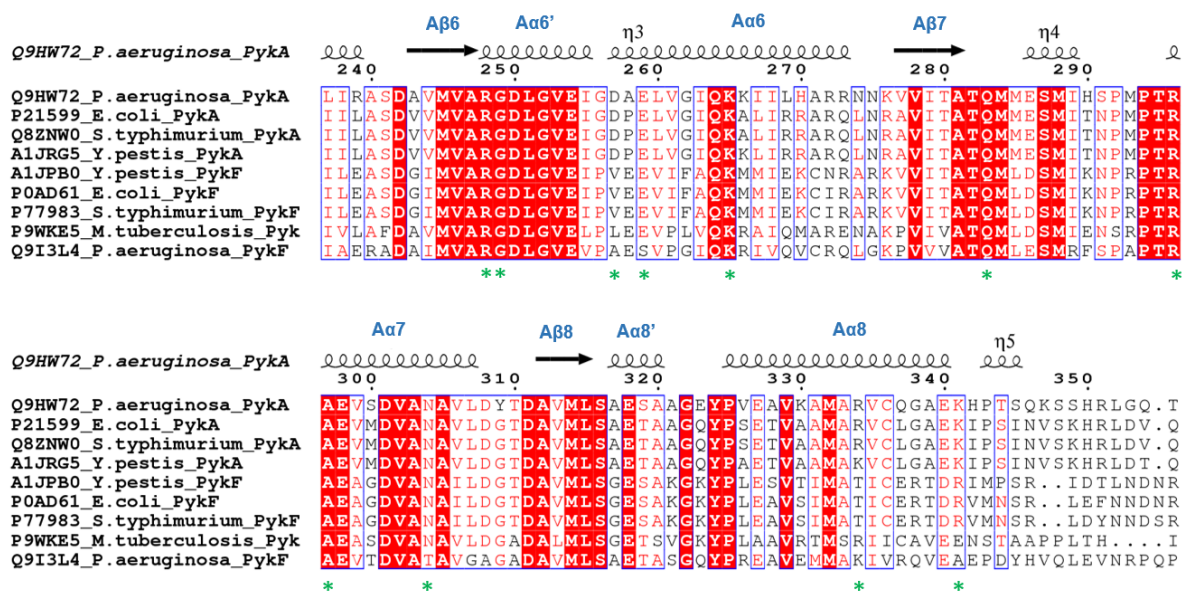 Aβ6 Aα6’ η3 Aα6 Aβ7 η4
Q9HW72_P.aeruginosa_PykA
240 250 260 270 280 290
Q9HW72_P.aeruginosa_PykA LIRASDAVMVARGDLGVEIGDAELVGIQKKIILHARRNNKVVITATQMMESMIHSPMPTR
P21599_E.coli_PykA IILASDVVMVARGDLGVEIGDPELVGIQKALIRRARQLNRAVITATQMMESMITNPMPTR
Q8ZNW0_S.typhimurium_PykA IILASDVVMVARGDLGVEIGDPELVGIQKALIRRARQLNRAVITATQMMESMITNPMPTR
A1JRG5_Y.pestis_PykA IILASDVVMVARGDLGVEIGDPELVGIQKKLIRRARQLNRAVITATQMMESMITNPMPTR
A1JPB0_Y.pestis_PykF ILEASDGIMVARGDLGVEIPVEEVIFAQKMMIEKCNRARKVVITATQMLDSMIKNPRPTR
P0AD61_E.coli_PykF ILEASDGIMVARGDLGVEIPVEEVIFAQKMMIEKCIRARKVVITATQMLDSMIKNPRPTR
P77983_S.typhimurium_PykF ILEASDGIMVARGDLGVEIPVEEVIFAQKMMIEKCIRARKVVITATQMLDSMIKNPRPTR
P9WKE5_M.tuberculosis_Pyk IVLAFDAVMVARGDLGVELPLEEVPLVQKRAIQMARENAKPVIVATQMLDSMIENSRPTR
Q9I3L4_P.aeruginosa_PykF IAERADAIMVARGDLGVEVPAESVPGIQKRIVQVCRQLGKPVVVATQMLESMRFSPAPTR
* * * * * * *
Aα7 Aβ8 Aα8’ Aα8 η5
Q9HW72_P.aeruginosa_PykA
300 310 320 330 340 350
Q9HW72_P.aeruginosa_PykA AEVSDVANAVLDYTDAVMLSAESAAGEYPVEAVKAMARVCQGAEKHPTSQKSSHRLGQ.T
P21599_E.coli_PykA AEVMDVANAVLDGTDAVMLSAETAAGQYPSETVAAMARVCLGAEKIPSINVSKHRLDV.Q
Q8ZNW0_S.typhimurium_PykA AEVMDVANAVLDGTDAVMLSAETAAGQYPSETVAAMARVCLGAEKIPSINVSKHRLDV.Q
A1JRG5_Y.pestis_PykA AEVMDVANAVLDGTDAVMLSAETAAGQYPAETVAAMAKVCLGAEKIPSINVSKHRLDT.Q
A1JPB0_Y.pestis_PykF AEAGDVANAILDGTDAVMLSGESAKGKYPLESVTIMATICERTDRIMPSR..IDTLNDNR
P0AD61_E.coli_PykF AEAGDVANAILDGTDAVMLSGESAKGKYPLEAVSIMATICERTDRVMNSR..LEFNNDNR
P77983_S.typhimurium_PykF AEAGDVANAILDGTDAVMLSGESAKGKYPLEAVSIMATICERTDRVMNSR..LDYNNDSR
P9WKE5_M.tuberculosis_Pyk AEASDVANAVLDGADALMLSGETSVGKYPLAAVRTMSRIICAVEENSTAAPPLTH....I
Q9I3L4_P.aeruginosa_PykF AEVTDVATAVGAGADAVMLSAETASGQYPREAVEMMAKIVRQVEAEPDYHVQLEVNRPQP
* * * *